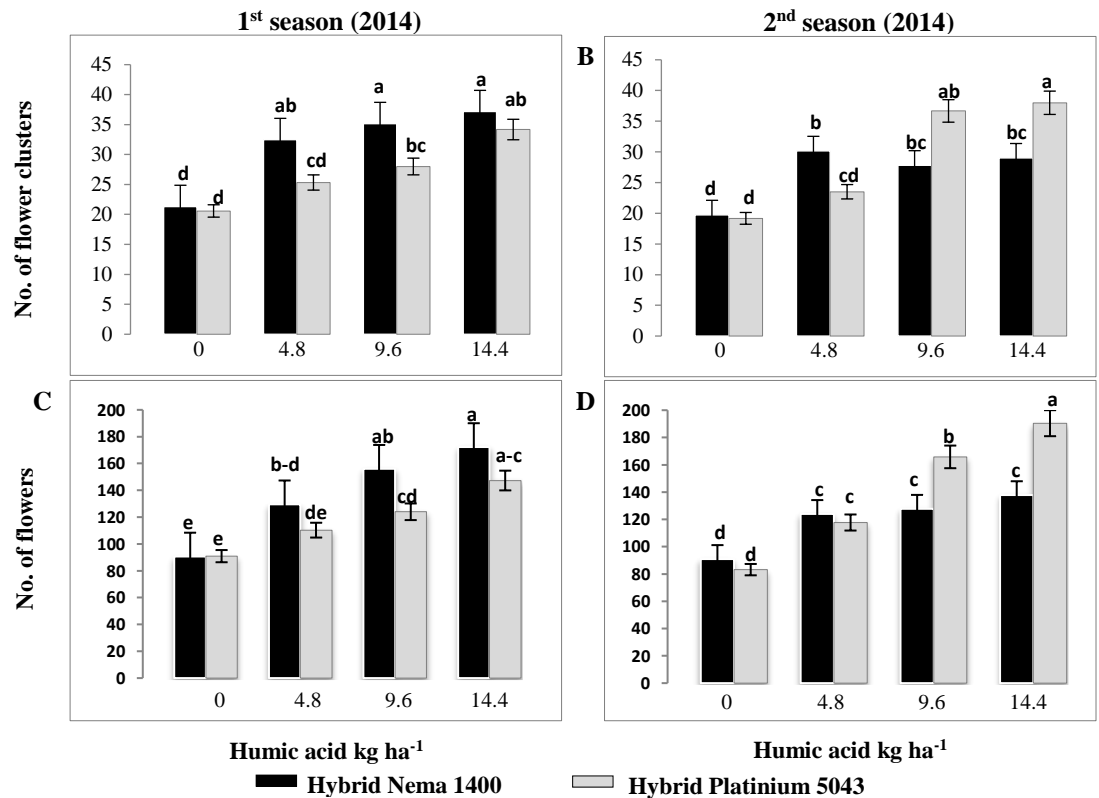 1st season (2014)
2nd season (2014)
No. of flower clusters
45
40
35
30
25
20
15
10
5
0
d
d
ab
cd
a
bc
a
ab
0
4.8
9.6
14.4
B
45
40
35
30
25
20
15
10
5
0
d
d
b
cd
bc
ab
bc
a
0
4.8
9.6
14.4
C
No. of flowers
200
180
160
140
120
100
80
60
40
20
0
e
e
b-d
de
ab
cd
a
a-c
0
4.8
9.6
14.4
D
200
180
160
140
120
100
80
60
40
20
0
d
d
c
c
c
b
c
a
0
4.8
9.6
14.4
Humic acid kg ha-1
Humic acid kg ha-1
Hybrid Nema 1400
Hybrid Platinium 5043